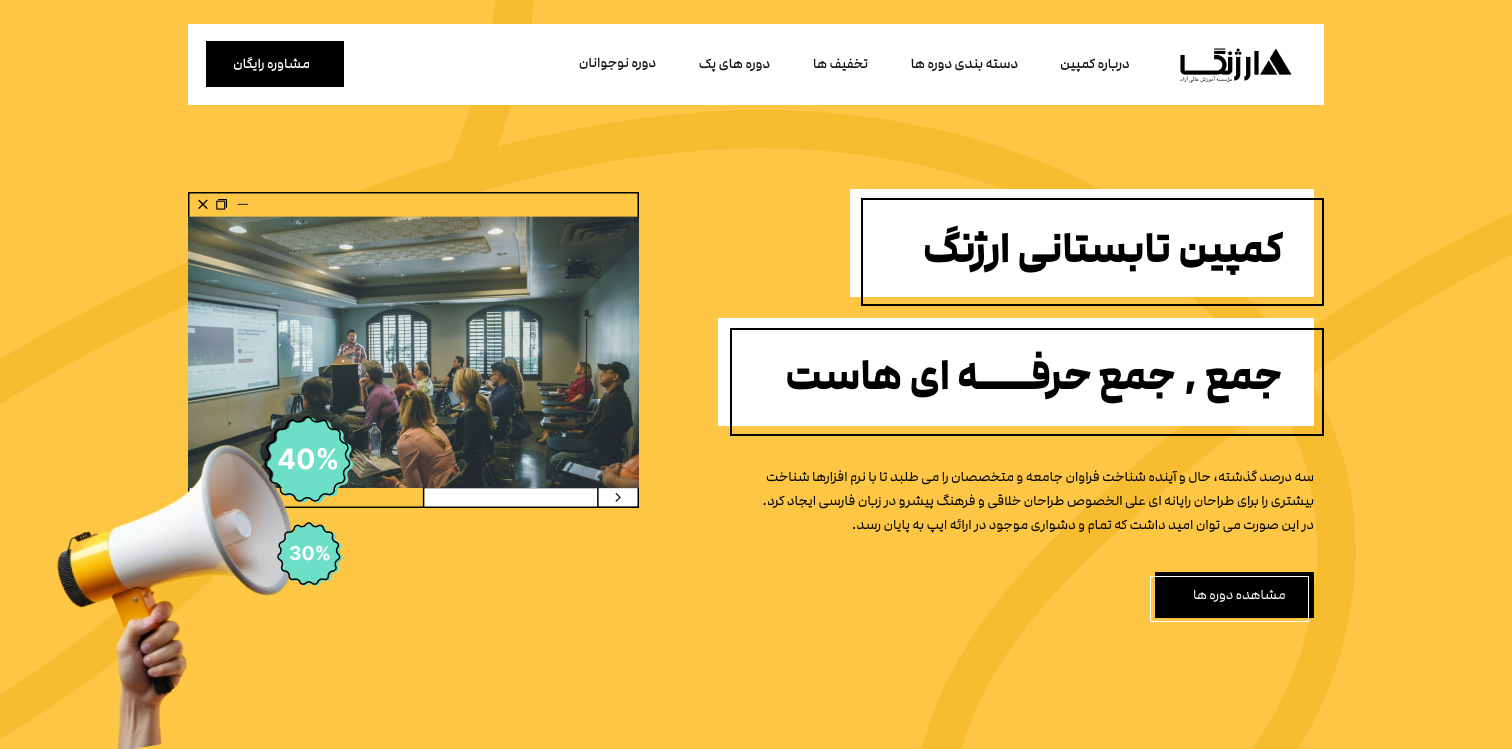 ارژنگ
مؤسسه آموزش عالی آزاد
درباره کمپین
دسته بندی دوره ها
تخفیف ها
دوره های پک
دوره نوجوانان
مشاوره رایگان
کمپین تابستانی ارژنگ
جمع , جمع حرفـــه ای هاست
سه درصد گذشته، حال و آینده شناخت فراوان جامعه و متخصصان را می طلبد تا با نرم افزارها شناخت
بیشتری را برای طراحان رایانه ای علی الخصوص طراحان خلاقی و فرهنگ پیشرو در زبان فارسی ایجاد کرد.
در این صورت می توان امید داشت که تمام و دشواری موجود در ارائه ایپ به پایان رسد.
مشاهده دوره ها
40%
30%